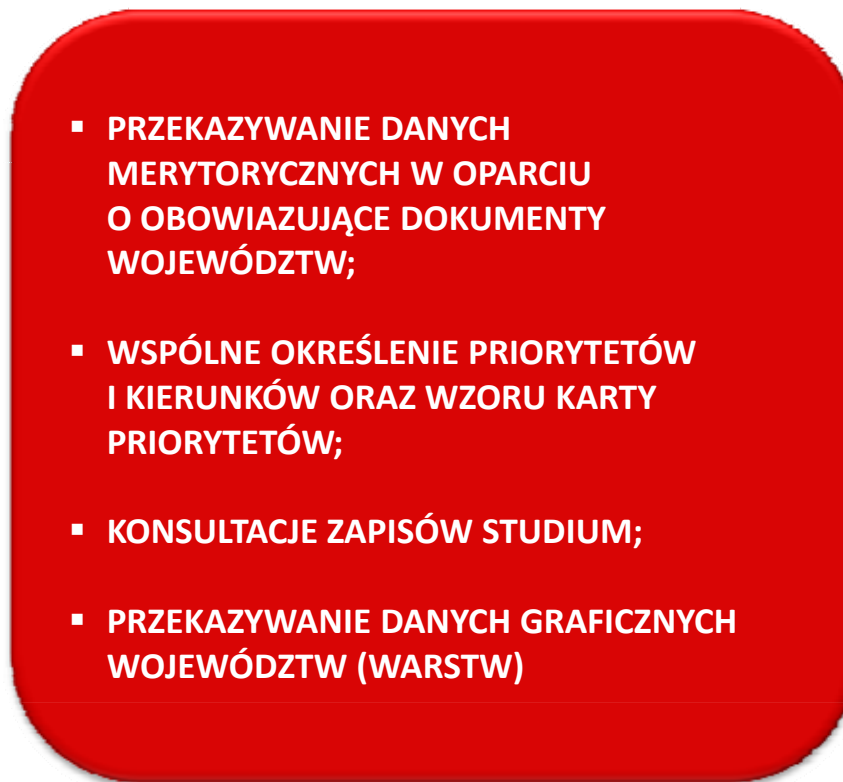 ▪ PRZEKAZYWANIE DANYCH
MERYTORYCZNYCH W OPARCIU
O OBOWIAZUJĄCE DOKUMENTY
WOJEWÓDZTW;
▪ WSPÓLNE OKREŚLENIE PRIORYTETÓW
I KIERUNKÓW ORAZ WZORU KARTY
PRIORYTETÓW;
▪ KONSULTACJE ZAPISÓW STUDIUM;
▪ PRZEKAZYWANIE DANYCH GRAFICZNYCH
WOJEWÓDZTW (WARSTW)